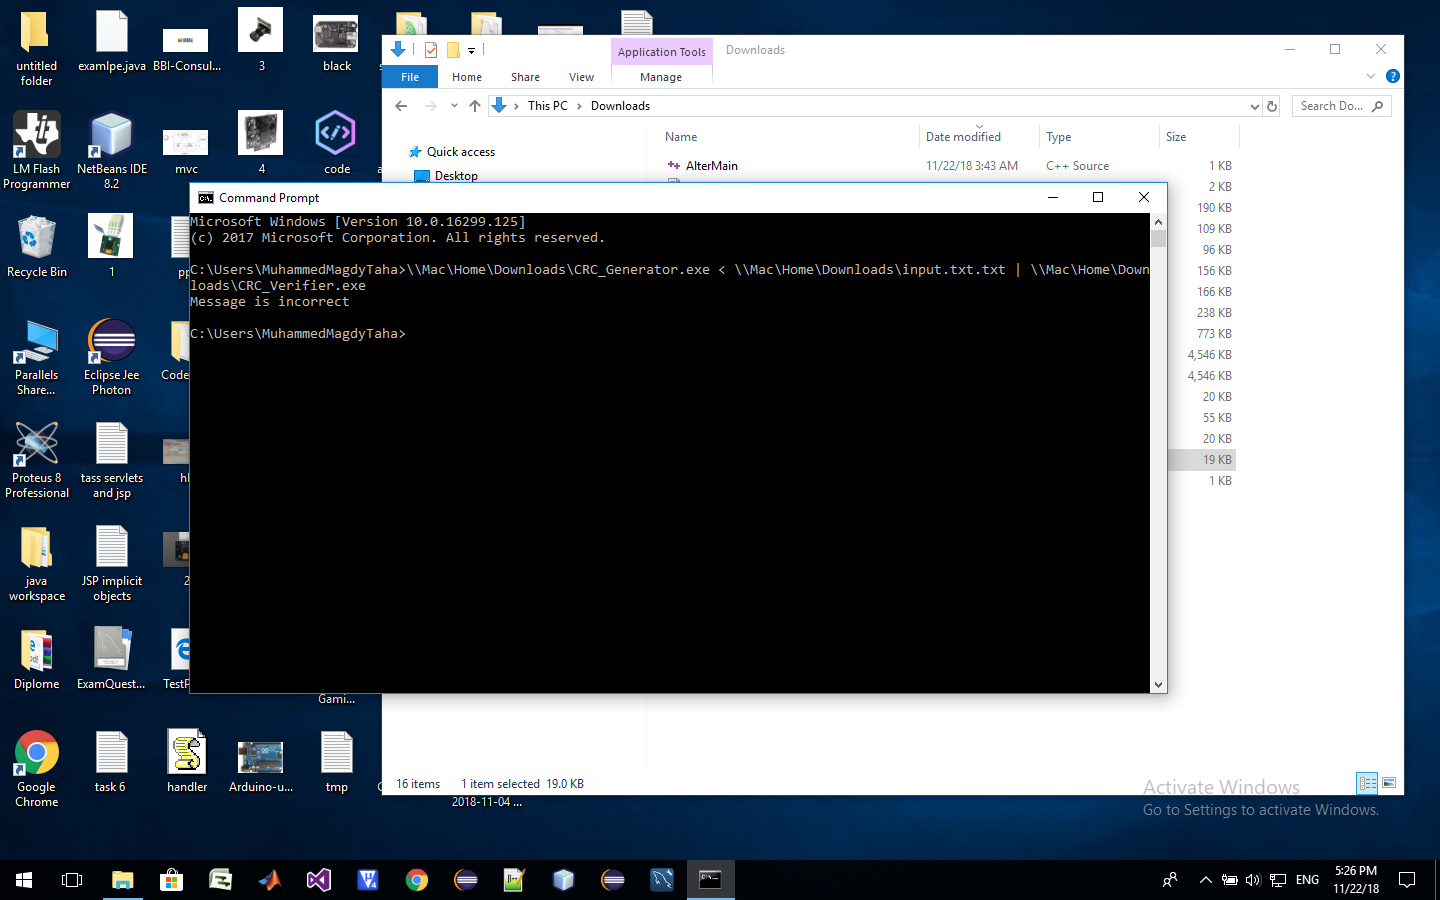 untitled
folder
examlpe.java
BBI-Consul...
3
black
LM Flash
Programmer
NetBeans IDE
8.2
mvc
4
code
Recycle Bin
1
Parallels
Share...
Eclipse Jee
Photon
Code
Proteus 8
Professional
tass servlets
and jsp
java
workspace
JSP implicit
objects
2
Diplome
ExamQuest...
TestP
Gami...
Google
Chrome
task 6
handler
Arduino-u...
tmp
2018-11-04 ...
Application Tools
Downloads
File
Home
Share
View
Manage
This PC
Downloads
Search Do...
Name
Date modified
Type
Size
Quick access
Desktop
AlterMain
11/22/18 3:43 AM
C++ Source
1 KB
2 KB
190 KB
109 KB
96 KB
156 KB
166 KB
238 KB
773 KB
4,546 KB
4,546 KB
20 KB
55 KB
20 KB
19 KB
1 KB
Command Prompt
Microsoft Windows [Version 10.0.16299.125]
(c) 2017 Microsoft Corporation. All rights reserved.
C:\Users\MuhammedMagdyTaha>\\Mac\Home\Downloads\CRC_Generator.exe < \\Mac\Home\Downloads\input.txt.txt | \\Mac\Home\Down
loads\CRC_Verifier.exe
Message is incorrect
C:\Users\MuhammedMagdyTaha>
16 items
1 item selected 19.0 KB
Activate Windows
Go to Settings to activate Windows.
ENG
5:26 PM
11/22/18